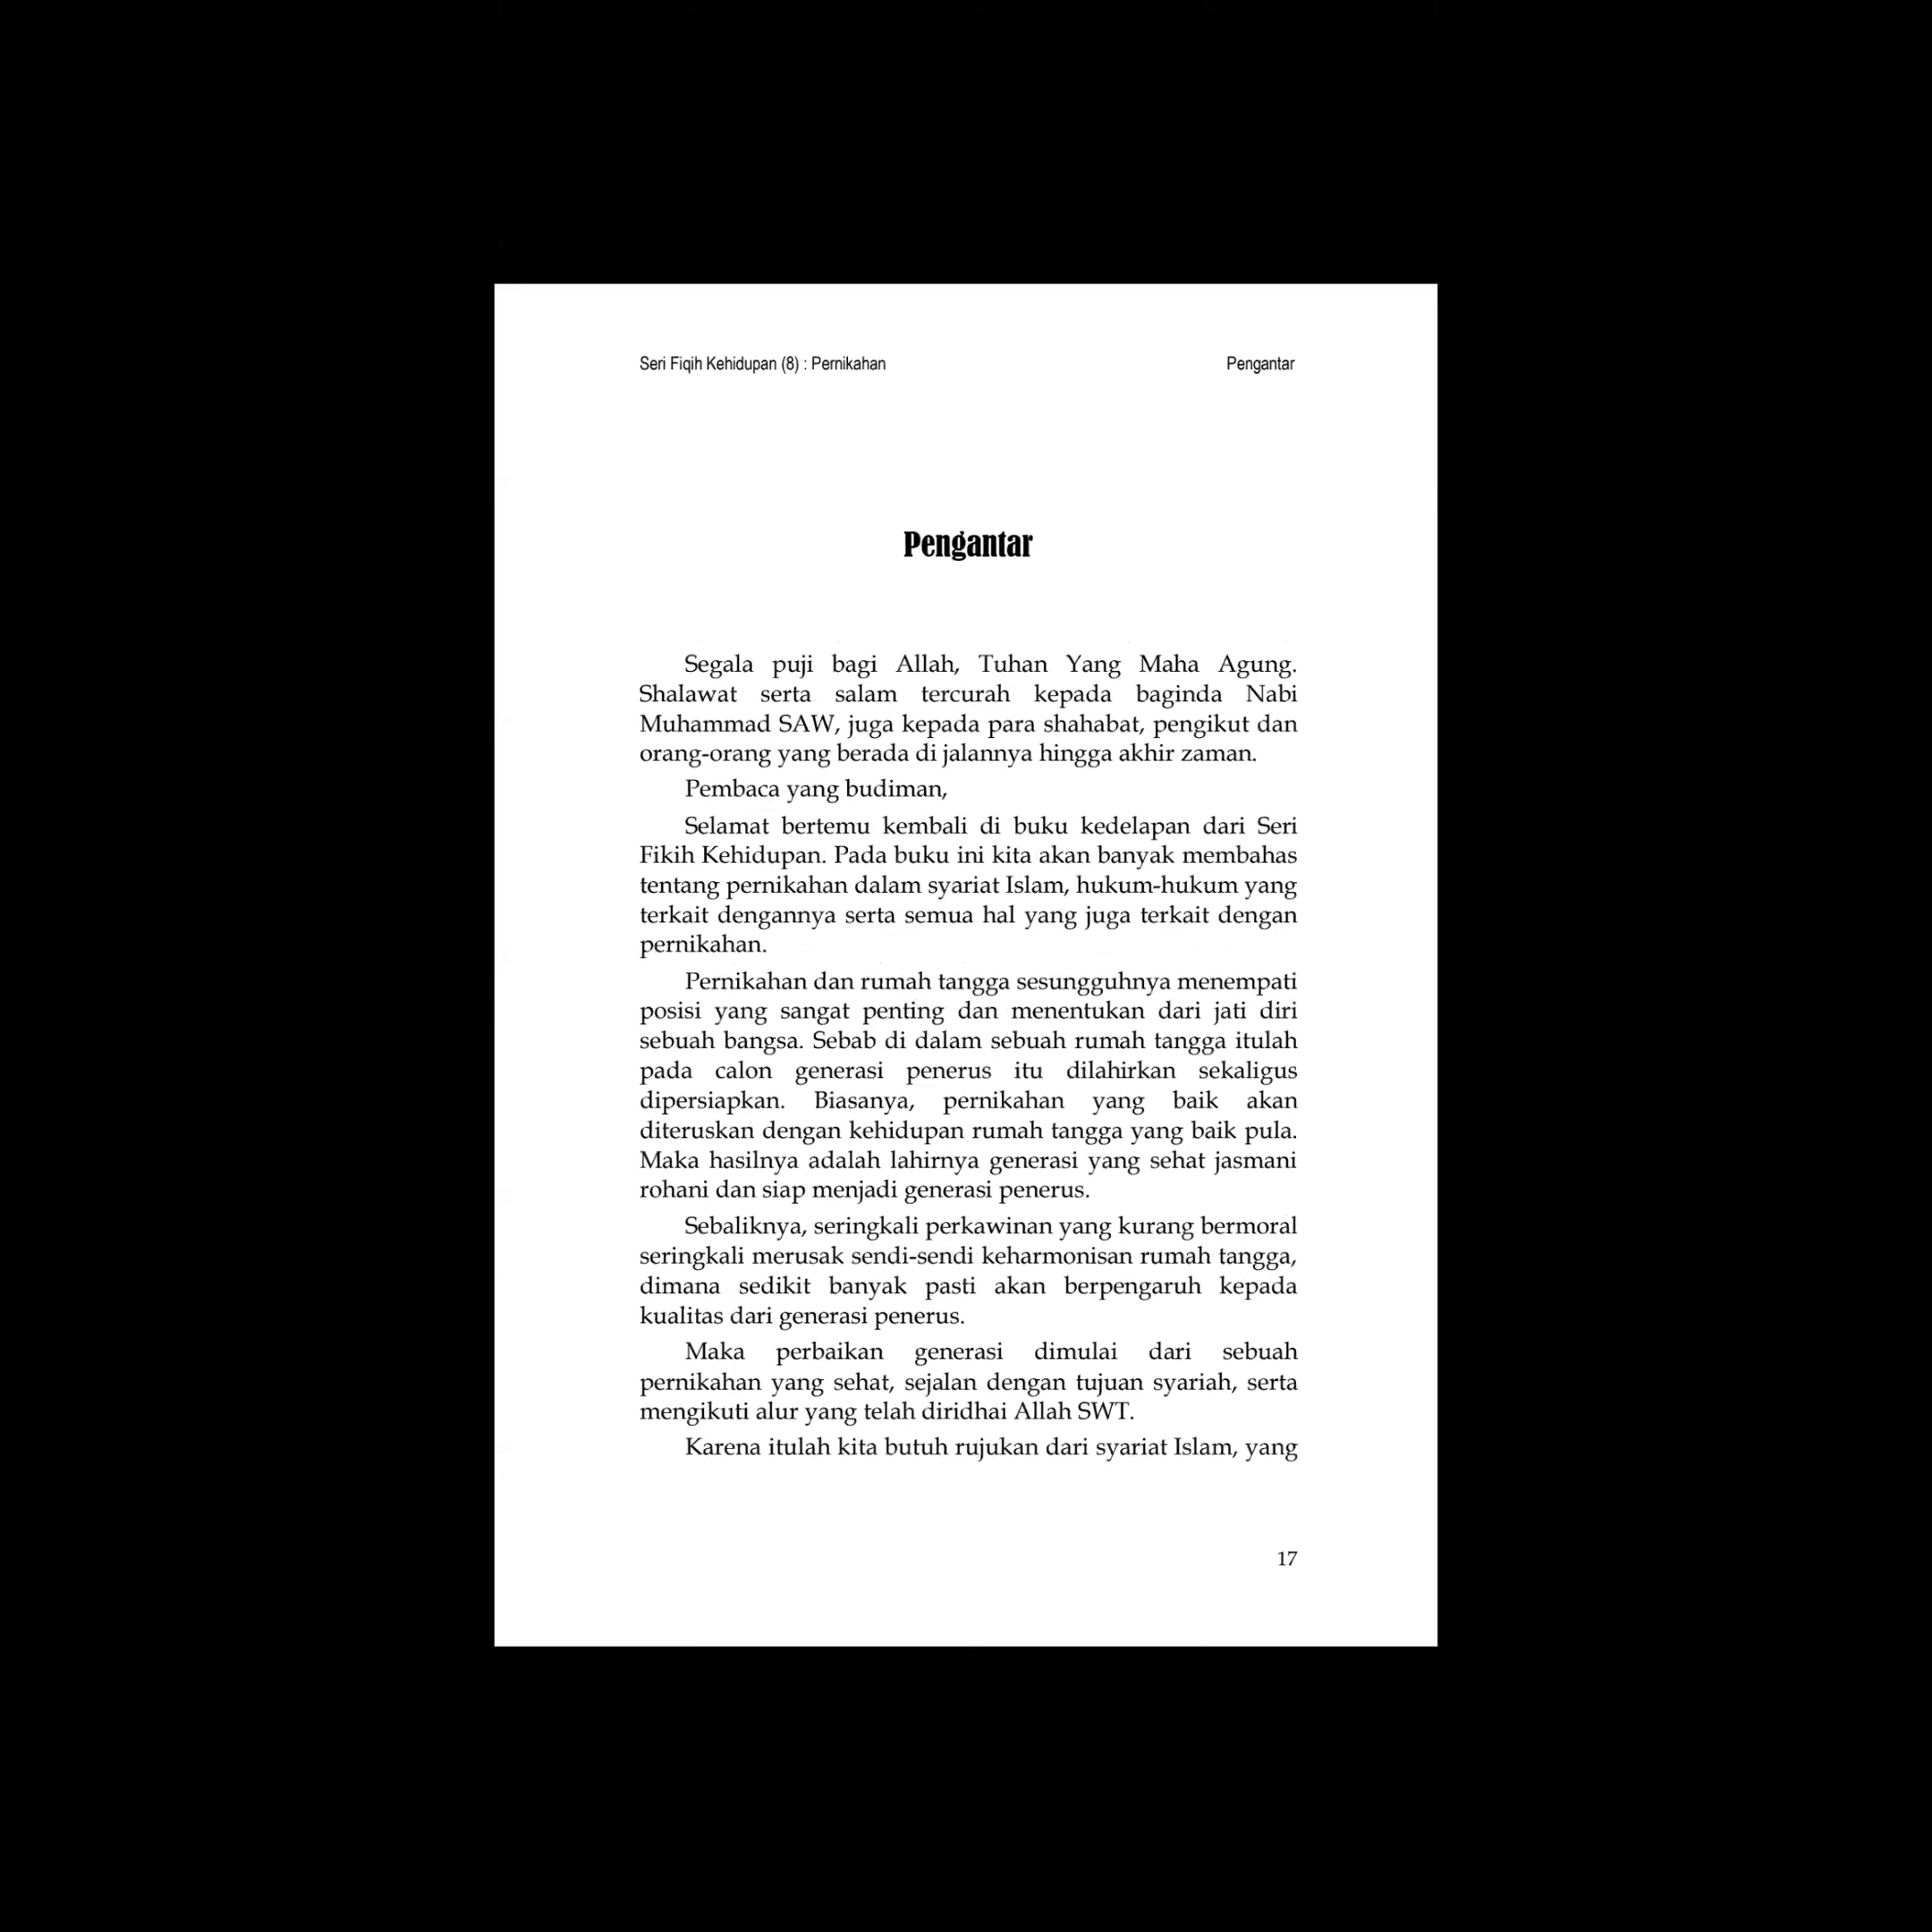 Seri Fiqih Kehidupan (8) : Pernikahan Pengantar
Pengantar
Segala puji bagi Allah, Tuhan Yang Maha Agung.
Shalawat serta salam tercurah kepada baginda Nabi
Muhammad SAW, juga kepada para shahabat, pengikut dan
orang-orang yang berada di jalannya hingga akhir zaman.
Pembaca yang budiman,
Selamat bertemu kembali di buku kedelapan dari Seri
Fikih Kehidupan. Pada buku ini kita akan banyak membahas
tentang pernikahan dalam syariat Islam, hukum-hukum yang
terkait dengannya serta semua hal yang juga terkait dengan
pernikahan.
Pernikahan dan rumah tangga sesungguhnya menempati
posisi yang sangat penting dan menentukan dari jati diri
sebuah bangsa. Sebab di dalam sebuah rumah tangga itulah
pada calon generasi penerus itu dilahirkan sekaligus
dipersiapkan. Biasanya, pernikahan yang baik akan
diteruskan dengan kehidupan rumah tangga yang baik pula.
Maka hasilnya adalah lahirnya generasi yang sehat jasmani
rohani dan siap menjadi generasi penerus.
Sebaliknya, seringkali perkawinan yang kurang bermoral
seringkali merusak sendi-sendi keharmonisan rumah tangga,
dimana sedikit banyak pasti akan berpengaruh kepada
kualitas dari generasi penerus.
Maka perbaikan generasi dimulai dari sebuah
pernikahan yang sehat, sejalan dengan tujuan syariah, serta
mengikuti alur yang telah diridhai Allah SWT.
Karena itulah kita butuh rujukan dari syariat Islam, yang
17